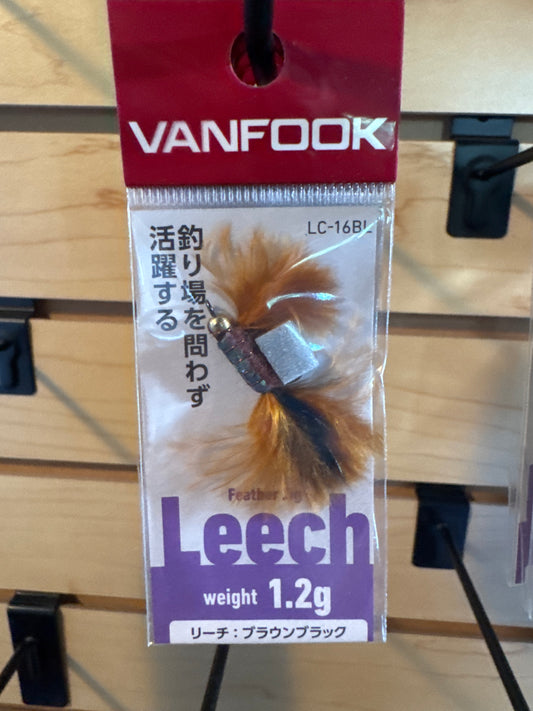 VANFOOK
LC-16BL
釣り場を問わず
活躍する
Feather Jig
Leech
weight 1.2g
リーチ：ブラウンブラック